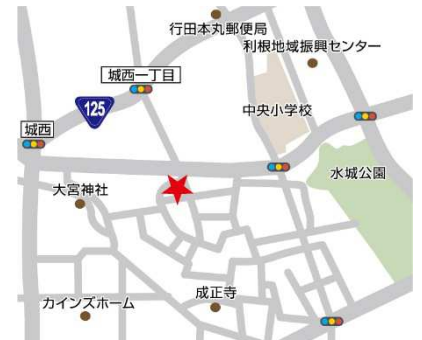 行田本丸郵便局
利根地域振興センター
城西一丁目
125
中央小学校
城西
水城公園
大宮神社
カインズホーム
成正寺